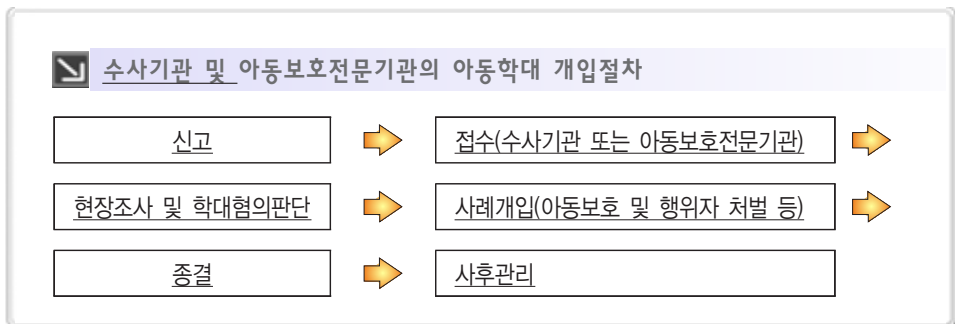 수사기관 및 아동보호전문기관의 아동학대 개입절차
신고
접수(수사기관 또는 아동보호전문기관)
현장조사 및 학대혐의판단
사례개입(아동보호 및 행위자 처벌 등)
종결
사후관리